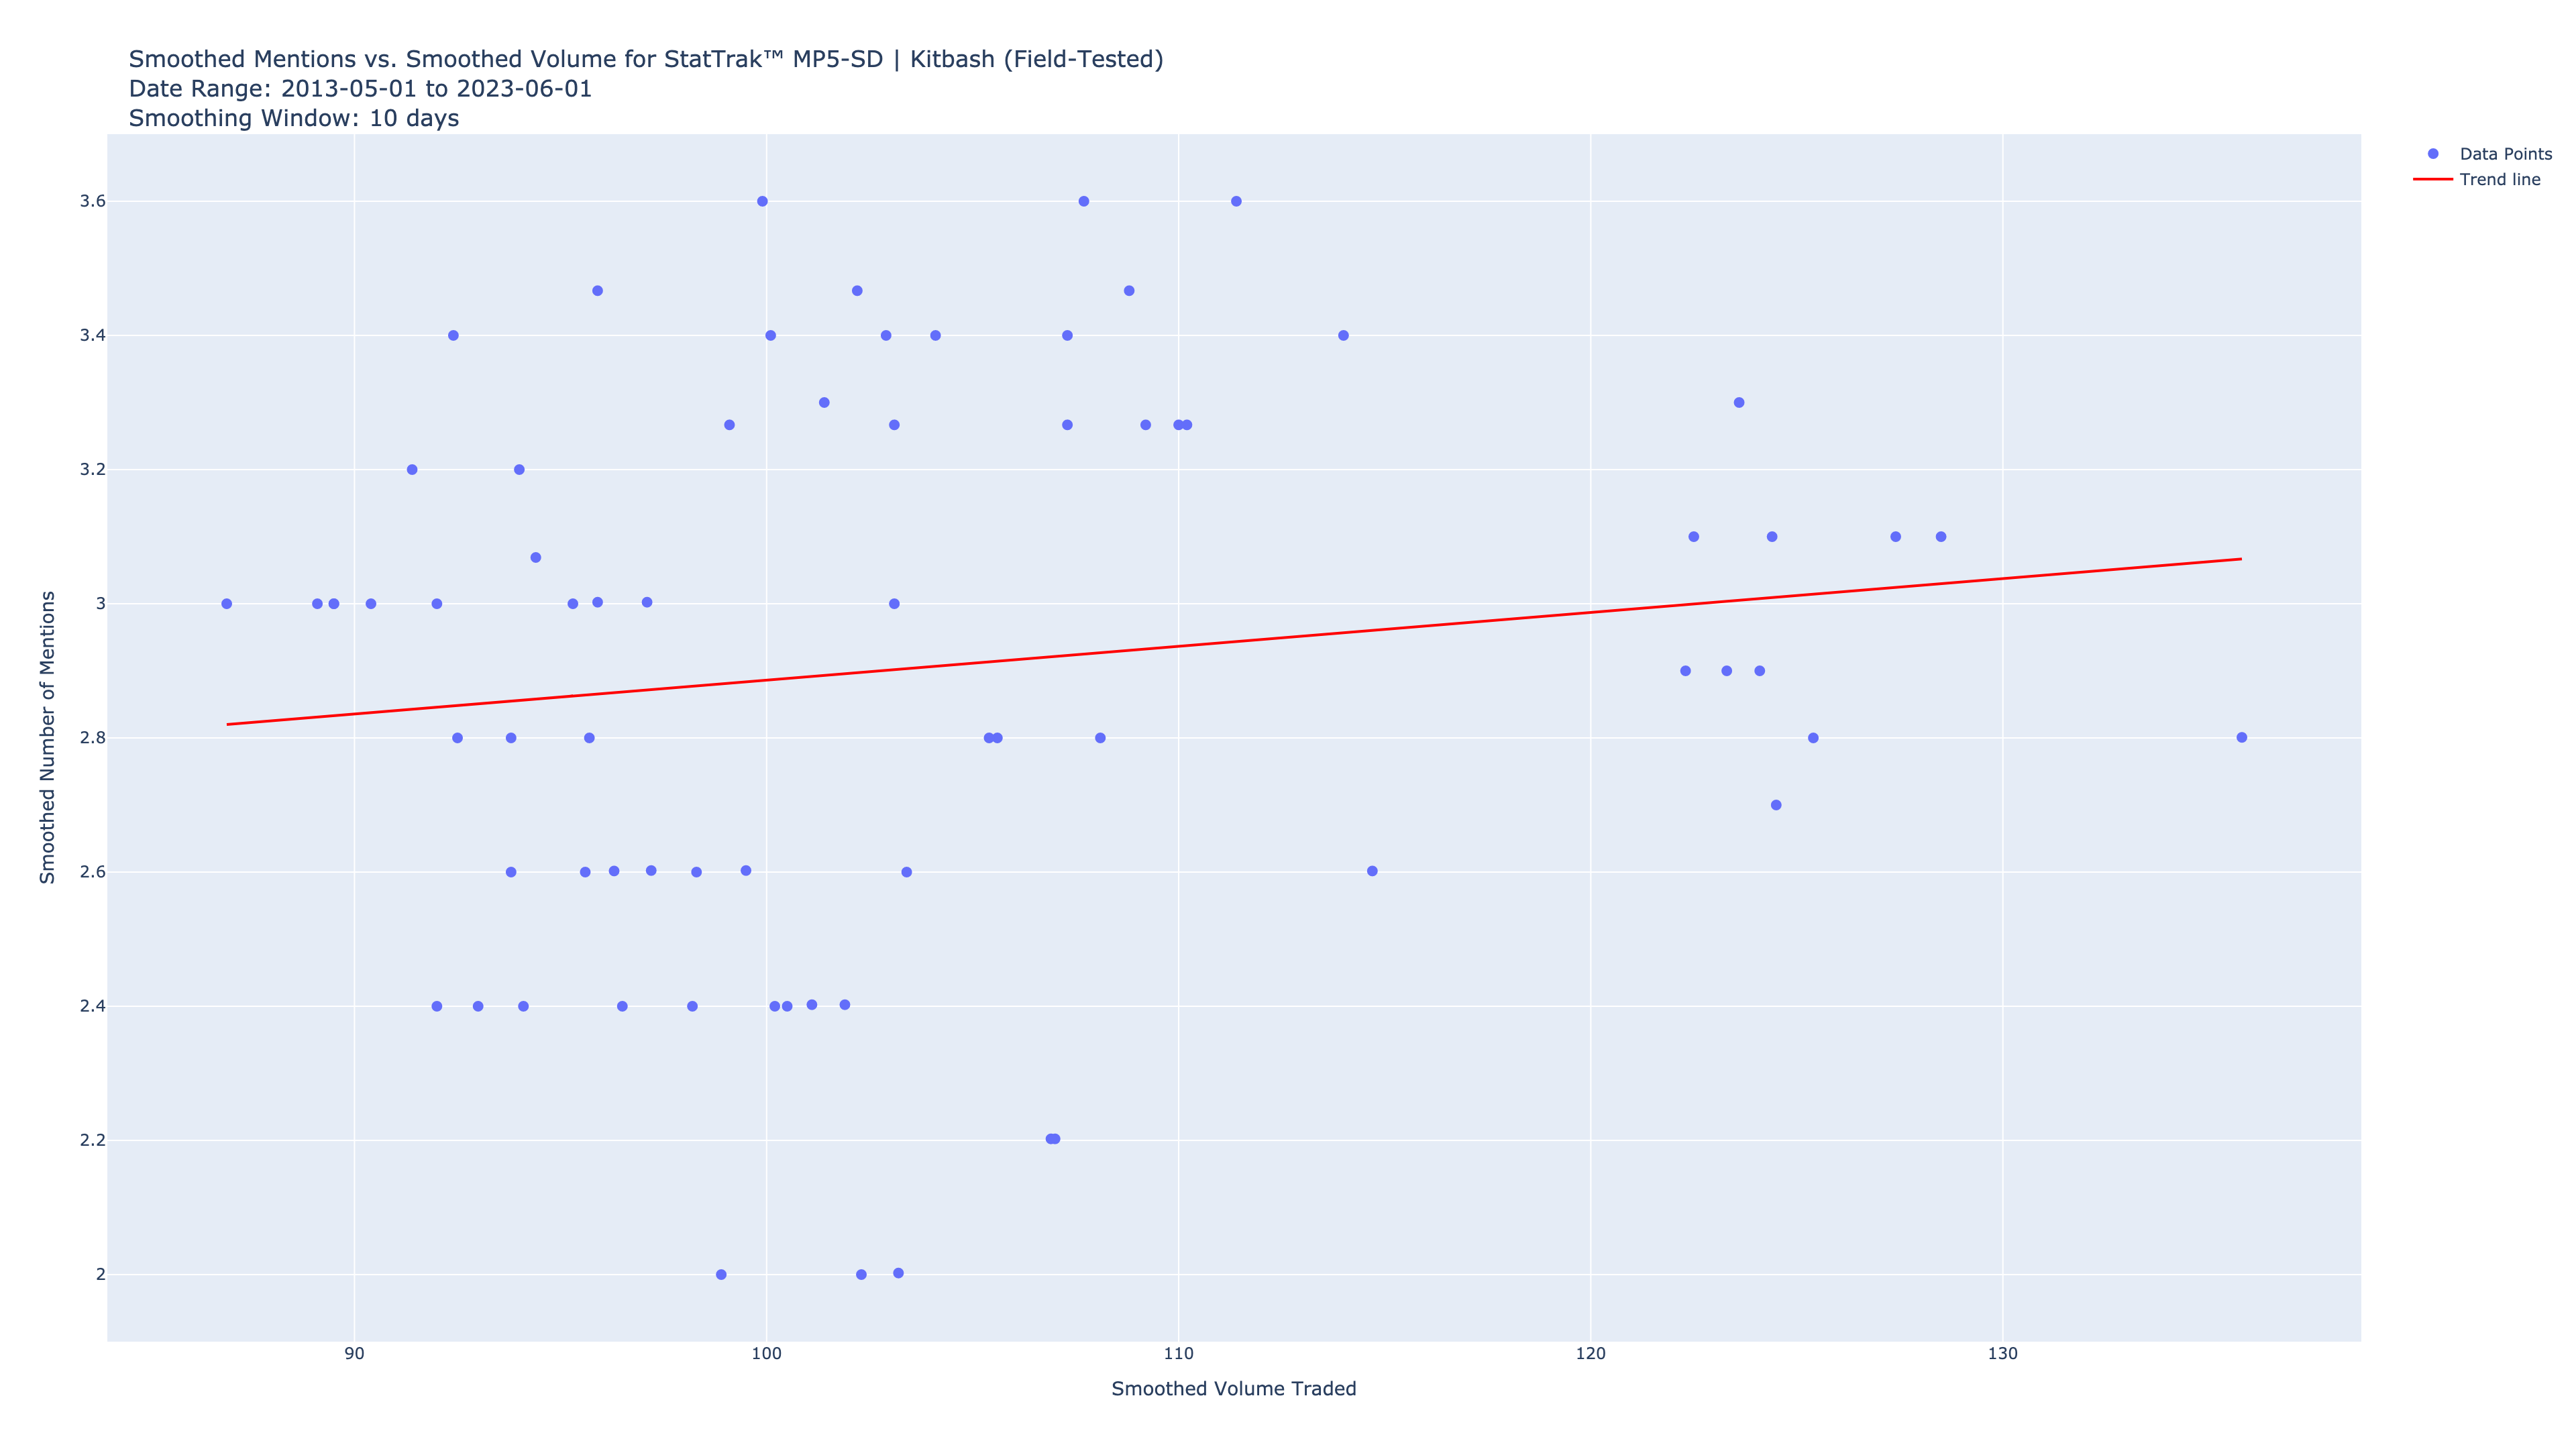 Smoothed Mentions vs. Smoothed Volume for StatTrak™ MP5-SD | Kitbash (Field-Tested)
Date Range: 2013-05-01 to 2023-06-01
Smoothing Window: 10 days
Data Points
Trend line
3.6
3.4
3.2
3
2.8
2.6
2.4
2.2
2
Smoothed Number of Mentions
90
100
110
120
130
Smoothed Volume Traded